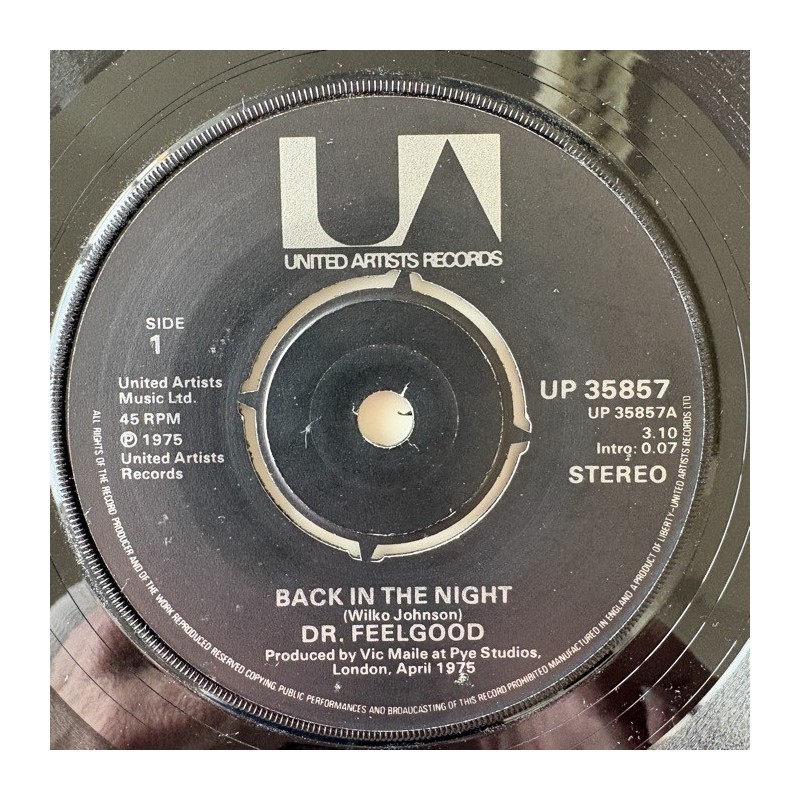 UA
UNITED ARTISTS RECORDS
SIDE
1
United Artists
Music Ltd.
45 RPM
Ⓟ 1975
United Artists
Records
UP 35857
UP 35857A
3.10
Intro: 0.07
STEREO
BACK IN THE NIGHT
(Wilko Johnson)
DR. FEELGOOD
Produced by Vic Maile at Pye Studios,
London, April 1975
ALL RIGHTS OF THE RECORD PRODUCER AND OF THE WORK REPRODUCED RESERVED COPYING, PUBLIC PERFORMANCES AND BROADCASTING OF THIS RECORD PROHIBITED MANUFACTURED IN ENGLAND A PRODUCT OF LIBERTY-UNITED ARTISTS RECORDS LTD